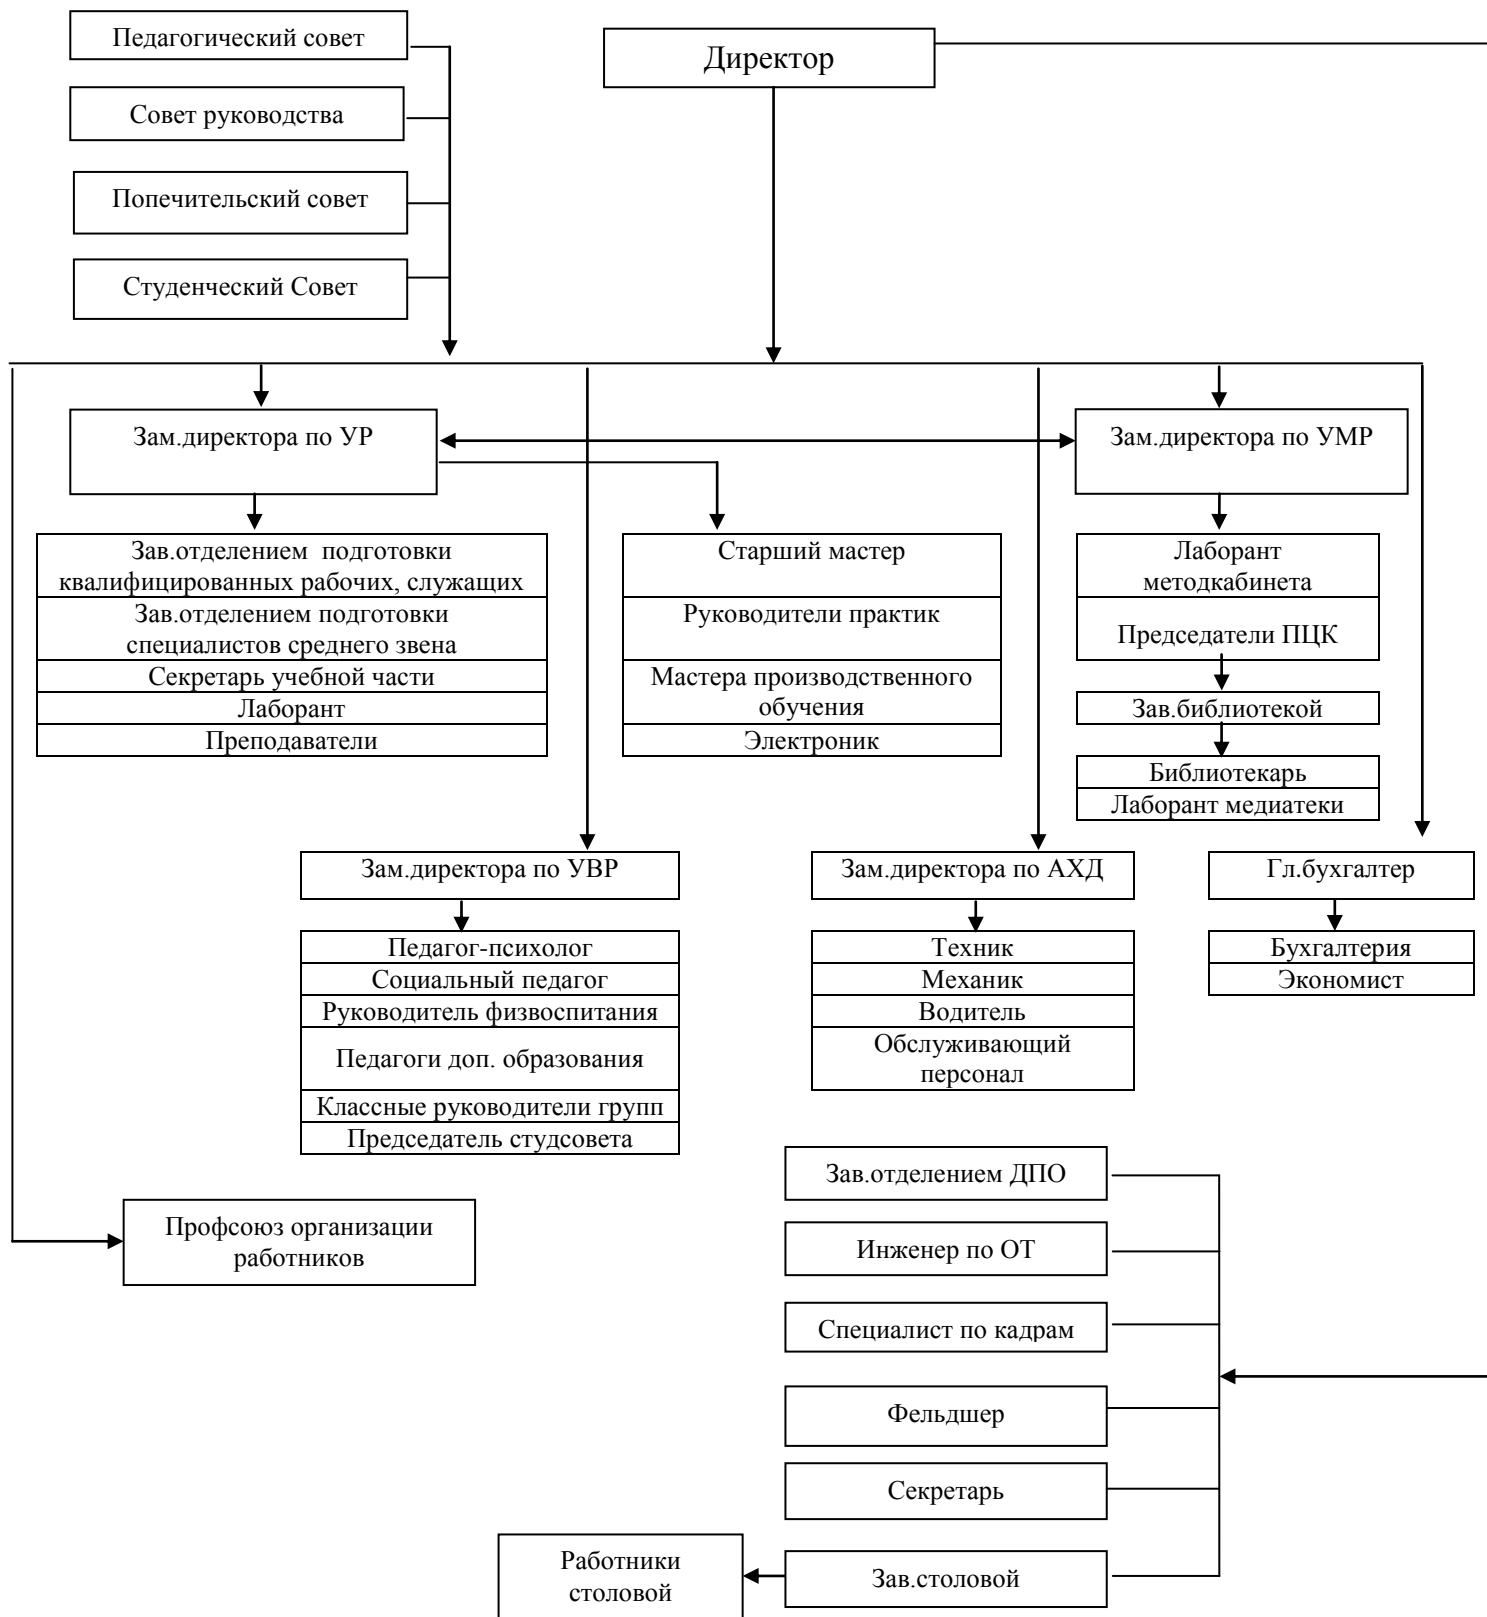 Педагогический совет
Директор
Совет руководства
Попечительский совет
Студенческий Совет
Зам.директора по УР
Зам.директора по УМР
Зав.отделением подготовки
квалифицированных рабочих, служащих
Зав.отделением подготовки
специалистов среднего звена
Секретарь учебной части
Лаборант
Преподаватели
Старший мастер
Руководители практик
Мастера производственного
обучения
Электроник
Лаборант
методкабинета
Председатели ПЦК
Зав.библиотекой
Библиотекарь
Лаборант медиатеки
Зам.директора по УВР
Педагог-психолог
Социальный педагог
Руководитель физвоспитания
Педагоги доп. образования
Классные руководители групп
Председатель студсовета
Зам.директора по АХД
Техник
Механик
Водитель
Обслуживающий
персонал
Гл.бухгалтер
Бухгалтерия
Экономист
Профсоюз организации
работников
Зав.отделением ДПО
Инженер по ОТ
Специалист по кадрам
Фельдшер
Секретарь
Зав.столовой
Работники
столовой